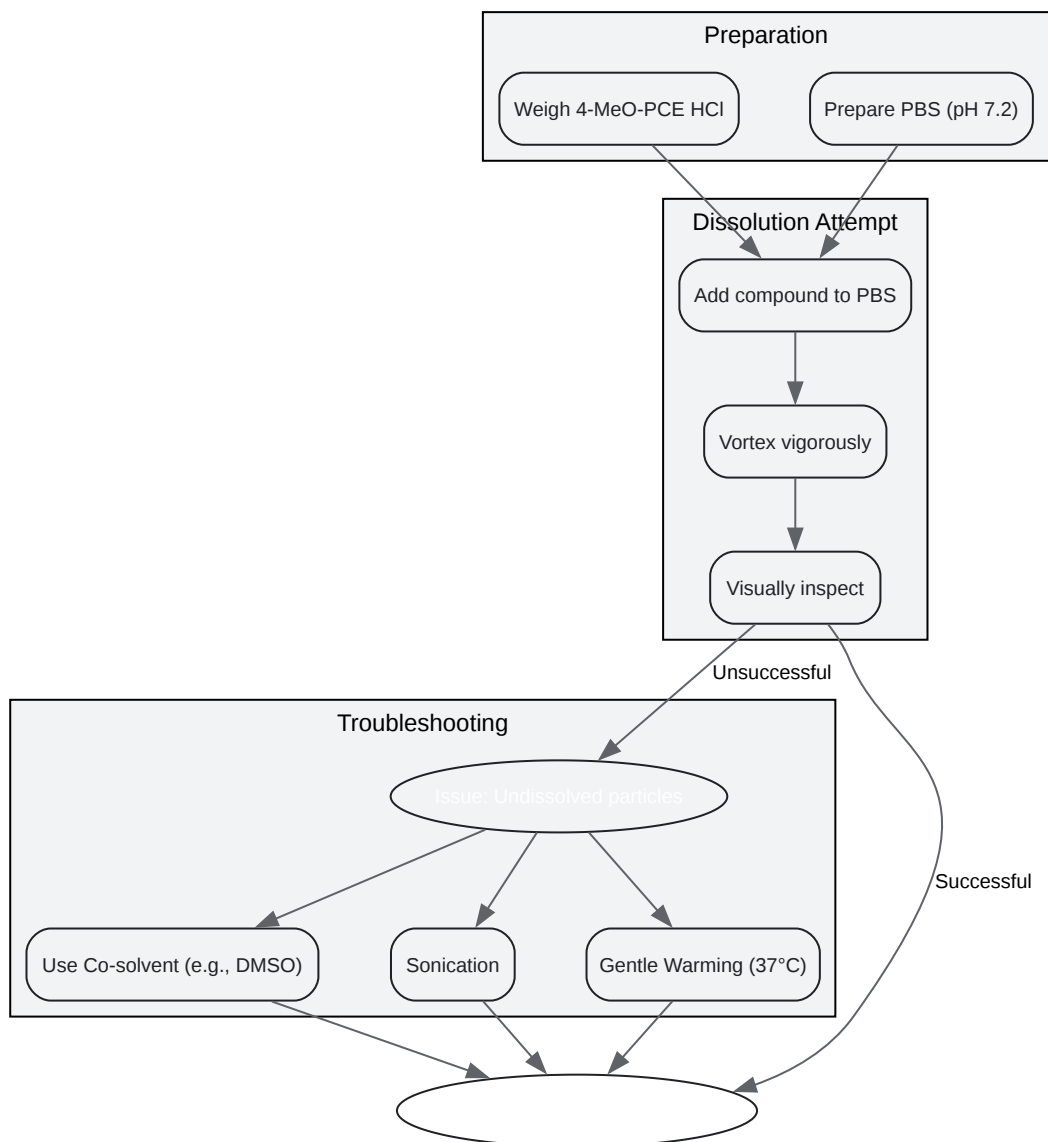 Preparation
Weigh 4-MeO-PCE HCl
Prepare PBS (pH 7.2)
Dissolution Attempt
Add compound to PBS
Vortex vigorously
Visually inspect
Unsuccessful
Troubleshooting
Issue: Undissolved particles
Successful
Use Co-solvent (e.g., DMSO)
Sonication
Gentle Warming (37°C)